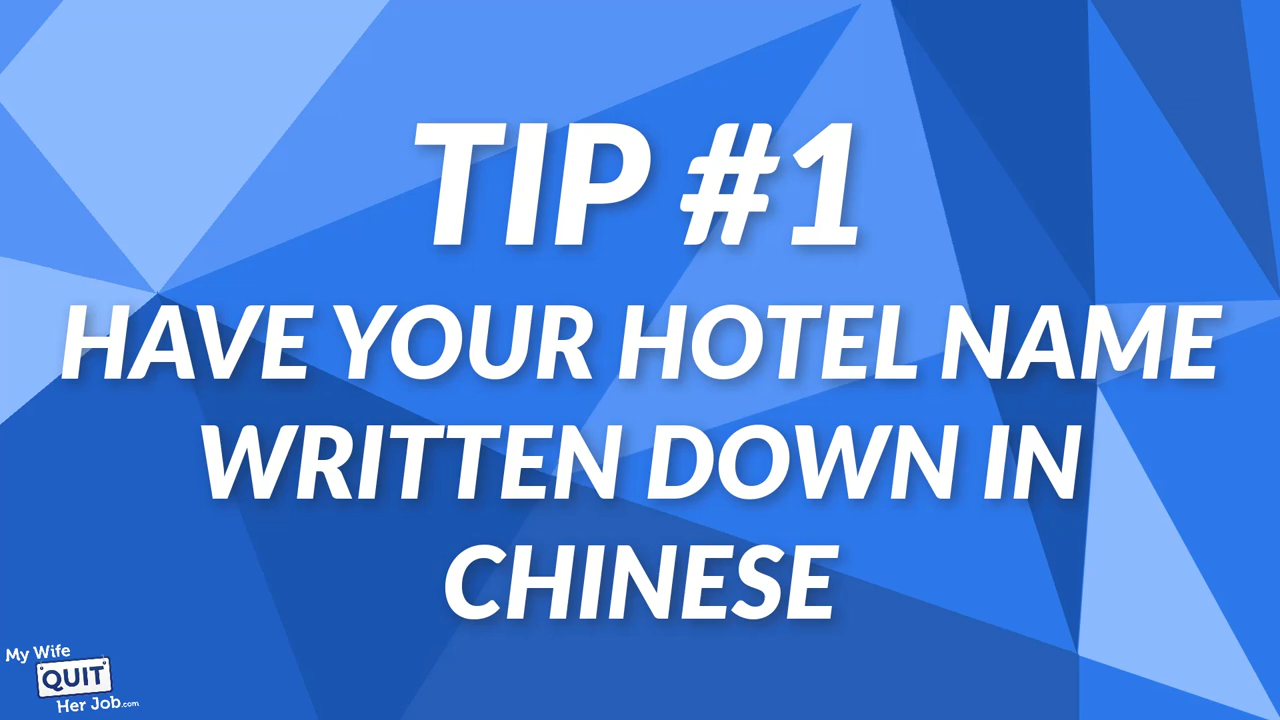 TIP #1
HAVE YOUR HOTEL NAME
WRITTEN DOWN IN
CHINESE
My Wife
QUIT
Her Job.com